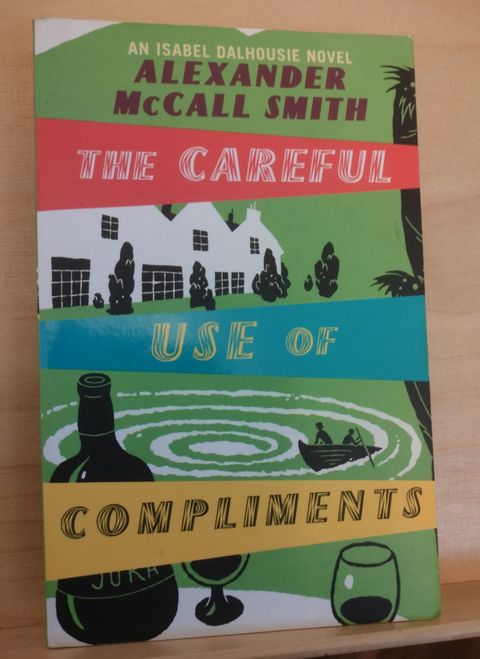 AN ISABEL DALHOUSIE NOVEL
ALEXANDER
McCALL SMITH
THE CAREFUL
USE OF
COMPLIMENTS
JURA